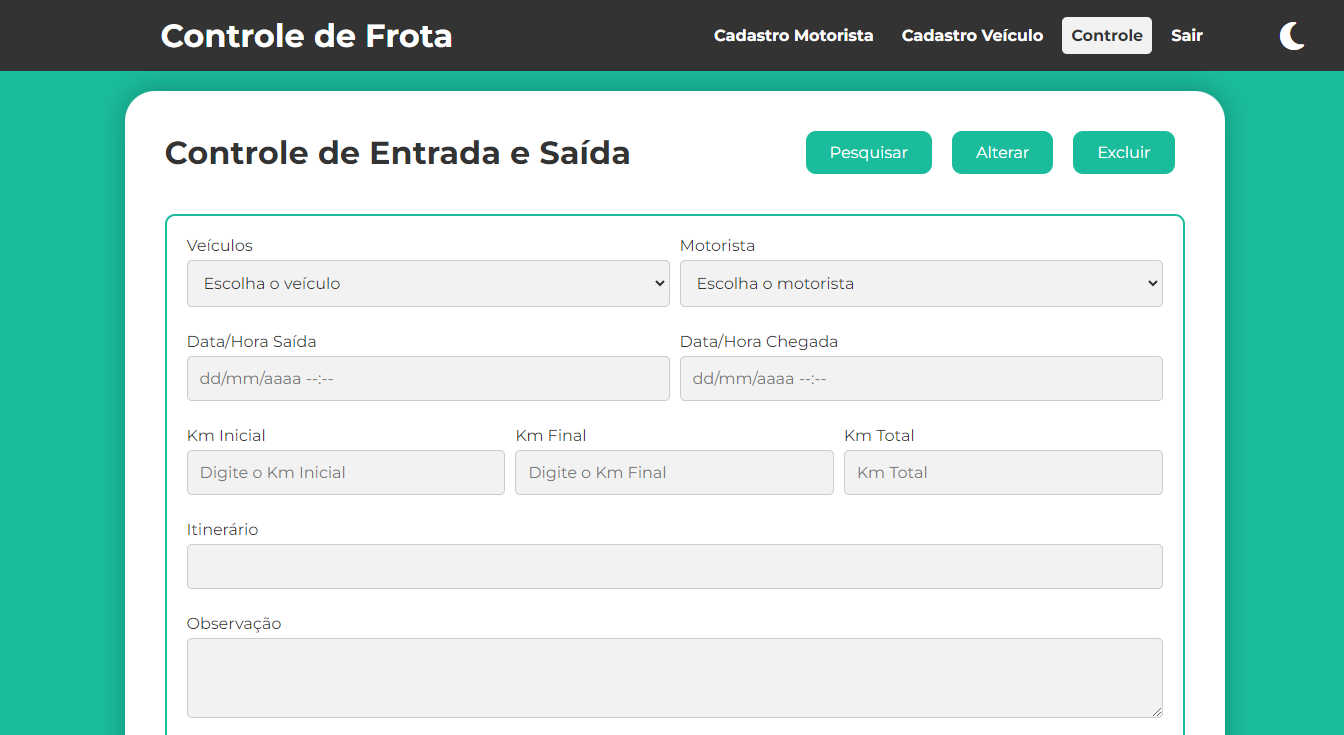 Controle de Frota
Cadastro Motorista Cadastro Veículo Controle Sair
Controle de Entrada e Saída
Pesquisar Alterar Excluir
Veículos Motorista
Escolha o veículo Escolha o motorista
Data/Hora Saída Data/Hora Chegada
dd/mm/aaaa --:-- dd/mm/aaaa --:--
Km Inicial Km Final Km Total
Digite o Km Inicial Digite o Km Final Km Total
Itinerário
Observação